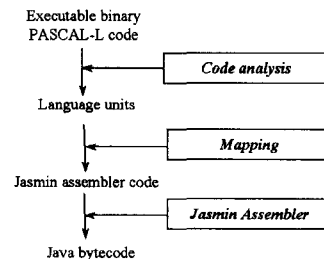 Executable binary
PASCAL-L code
Code analysis
Language units
Mapping
Jasmin assembler code
Jasmin Assembler
Java bytecode